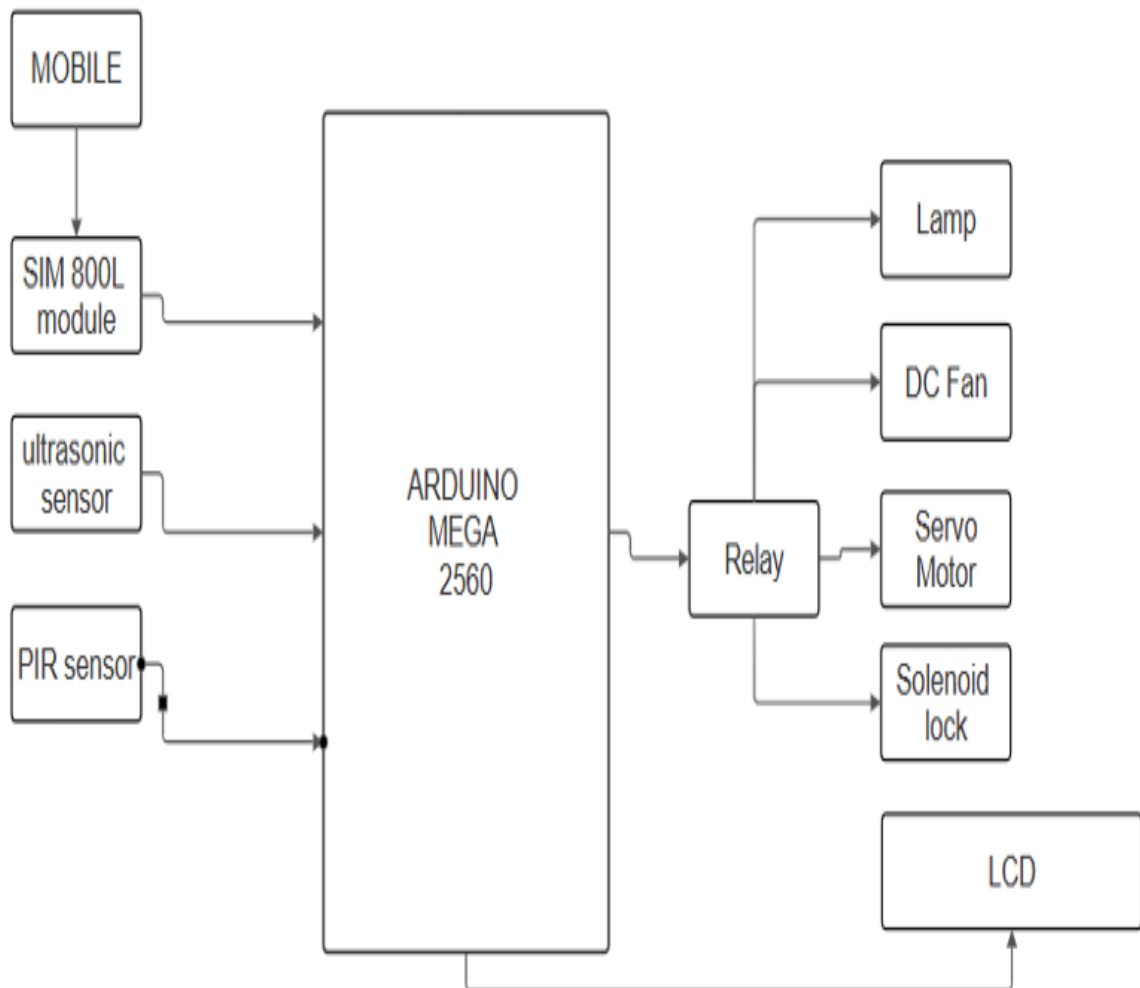 MOBILE
SIM 800L
module
ultrasonic
sensor
PIR sensor
ARDUINO
MEGA
2560
Relay
Lamp
DC Fan
Servo
Motor
Solenoid
lock
LCD